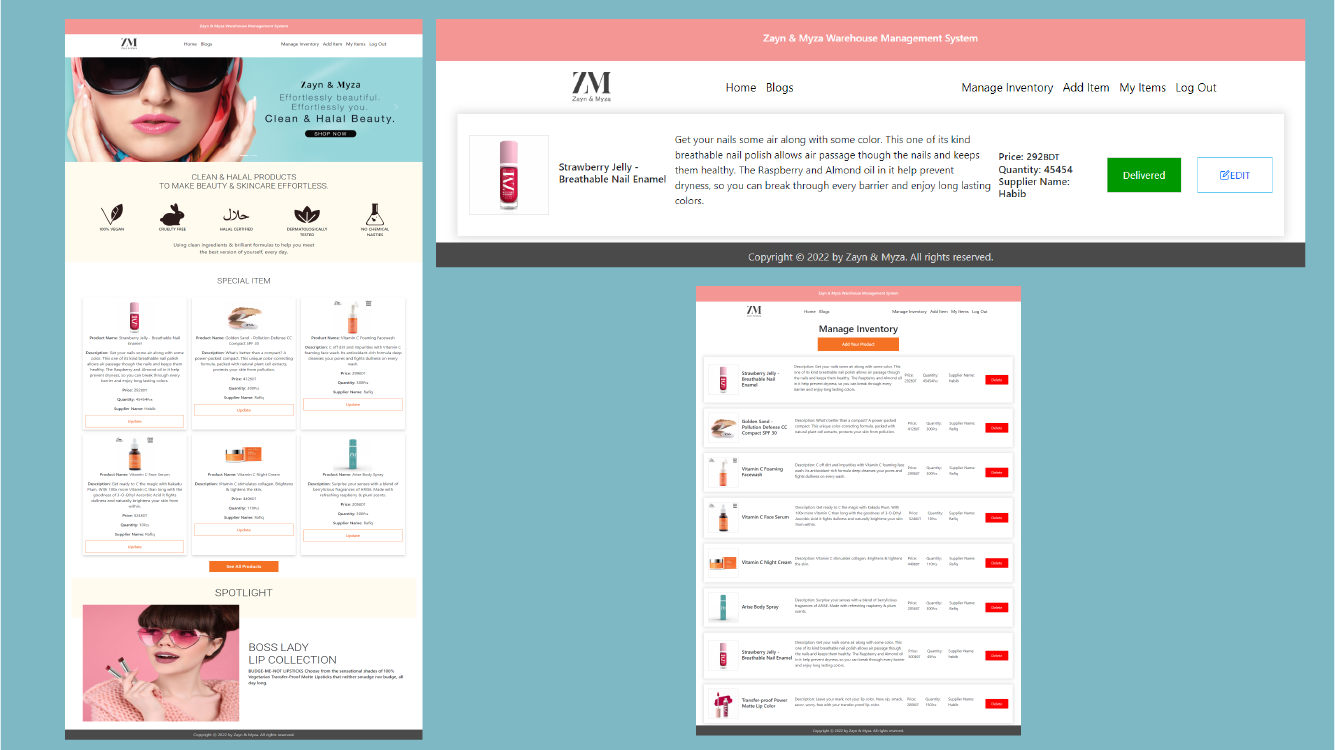 Zayn & Myza Warehouse Management System
ZM
Home Blogs
Manage Inventory Add Item My Items Log Out
Zayn & Myza
Effortlessly beautiful.
Effortlessly you.
Clean & Halal Beauty.
SHOP NOW
CLEAN & HALAL PRODUCTS
TO MAKE BEAUTY & SKINCARE EFFORTLESS.
100% VEGAN
CRUELTY FREE
حلال
HALAL CERTIFIED
DERMATOLOGICALLY
TESTED
NO CHEMICAL
NASTIES
Using clean ingredients & brilliant formulas to help you meet
the best version of yourself, every day.
SPECIAL ITEM
Product Name: Strawberry Jelly - Breathable Nail
Enamel
Description: Get your nails some air along with some
color. This one of its kind breathable nail polish
allows air passage though the nails and keeps them
healthy. The Raspberry and Almond oil in it help
prevent dryness, so you can break through every
barrier and enjoy long lasting colors.
Price: 292BDT
Quantity: 45454Pcs
Supplier Name: Habib
Update
Product Name: Golden Sand - Pollution Defense CC
Compact SPF 30
Description: What's better than a compact? A
power-packed compact. This unique color-correcting
formula, packed with natural plant cell extracts,
protects your skin from pollution.
Price: 412BDT
Quantity: 300Pcs
Supplier Name: Rafiq
Update
Product Name: Vitamin C Foaming Facewash
Description: C off dirt and impurities with Vitamin C
foaming face wash. Its antioxidant-rich formula deep
cleanses your pores and fights dullness on every
wash.
Price: 299BDT
Quantity: 500Pcs
Supplier Name: Rafiq
Update
Product Name: Vitamin C Face Serum
Description: Get ready to C the magic with Kakadu
Plum. With 100x more Vitamin C than long with the
goodness of 3-O-Ethyl Ascorbic Acid it fights
dullness and naturally brightens your skin from
within.
Quantity: 10Pcs
Supplier Name: Rafiq
Update
Product Name: Vitamin C Night Cream
Description: Vitamin C stimulates collagen. Brightens
& tightens the skin.
Price: 449BDT
Quantity: 110Pcs
Supplier Name: Rafiq
Update
Product Name: Arise Body Spray
Description: Surprise your senses with a blend of
berrylicious fragrances of ARISE. Made with
refreshing raspberry & plum scents.
Price: 205BDT
Quantity: 300Pcs
Supplier Name: Rafiq
Update
See All Products
SPOTLIGHT
BOSS LADY
LIP COLLECTION
BUDGE-ME-NOT LIPSTICKS Choose from the sensational shades of 100%
Vegetarian Transfer-Proof Matte Lipsticks that neither smudge nor budge, all
day long.
Copyright © 2022 by Zayn & Myza. All rights reserved.
Zayn & Myza Warehouse Management System
ZM
Zayn & Myza
Home Blogs
Manage Inventory Add Item My Items Log Out
ZM
Strawberry Jelly -
Breathable Nail Enamel
Get your nails some air along with some color. This one of its kind
breathable nail polish allows air passage though the nails and keeps
them healthy. The Raspberry and Almond oil in it help prevent
dryness, so you can break through every barrier and enjoy long lasting
colors.
Price: 292BDT
Quantity: 45454
Supplier Name:
Habib
Delivered
EDIT
Copyright © 2022 by Zayn & Myza. All rights reserved.
Zayn & Myza Warehouse Management System
ZM
Home Blogs
Manage Inventory Add Item My Items Log Out
Manage Inventory
Add Your Product
Strawberry Jelly -
Breathable Nail
Enamel
Description: Get your nails some air along with some color. This
one of its kind breathable nail polish allows air passage though
the nails and keeps them healthy. The Raspberry and Almond oil
in it help prevent dryness, so you can break through every
barrier and enjoy long lasting colors.
Price:
292BDT
Quantity:
45454Pcs
Supplier Name:
Habib
Delete
Golden Sand -
Pollution Defense CC
Compact SPF 30
Description: What's better than a compact? A power-packed
compact. This unique color-correcting formula, packed with
natural plant cell extracts, protects your skin from pollution.
Price:
412BDT
Quantity:
300Pcs
Supplier Name:
Rafiq
Delete
Vitamin C Foaming
Facewash
Description: C off dirt and impurities with Vitamin C foaming face
wash. Its antioxidant-rich formula deep cleanses your pores and
fights dullness on every wash.
Price:
299BDT
Quantity:
500Pcs
Supplier Name:
Rafiq
Delete
Vitamin C Face Serum
Description: Get ready to C the magic with Kakadu Plum. With
100x more Vitamin C than long with the goodness of 3-O-Ethyl
Ascorbic Acid it fights dullness and naturally brightens your skin
from within.
Price:
Quantity:
10Pcs
Supplier Name:
Rafiq
Delete
Vitamin C Night Cream
Description: Vitamin C stimulates collagen. Brightens & tightens
the skin.
Price:
449BDT
Quantity:
110Pcs
Supplier Name:
Rafiq
Delete
Arise Body Spray
Description: Surprise your senses with a blend of berrylicious
fragrances of ARISE. Made with refreshing raspberry & plum
scents.
Price:
205BDT
Quantity:
300Pcs
Supplier Name:
Rafiq
Delete
Strawberry Jelly -
Breathable Nail Enamel
Description: Get your nails some air along with some color. This
one of its kind breathable nail polish allows air passage though
the nails and keeps them healthy. The Raspberry and Almond oil
in it help prevent dryness, so you can break through every barrier
and enjoy long lasting colors.
Price:
Quantity:
Supplier Name:
Habib
Delete
Transfer-proof Power
Matte Lip Color
Description: Leave your mark, not your lip color.
Price:
Quantity:
Supplier Name:
Habib
Delete
Copyright © 2022 by Zayn & Myza. All rights reserved.